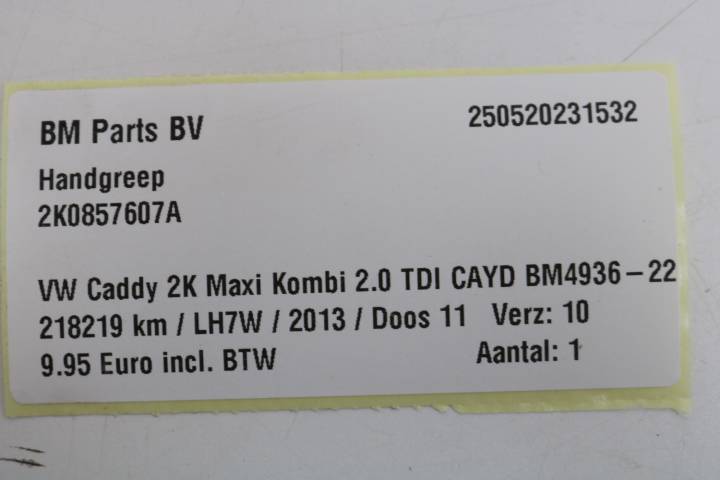 BM Parts BV 250520231532
Handgreep
2K0857607A
VW Caddy 2K Maxi Kombi 2.0 TDI CAYD BM4936-22
218219 km / LH7W / 2013 / Doos 11 Verz: 10
9.95 Euro incl. BTW Aantal: 1